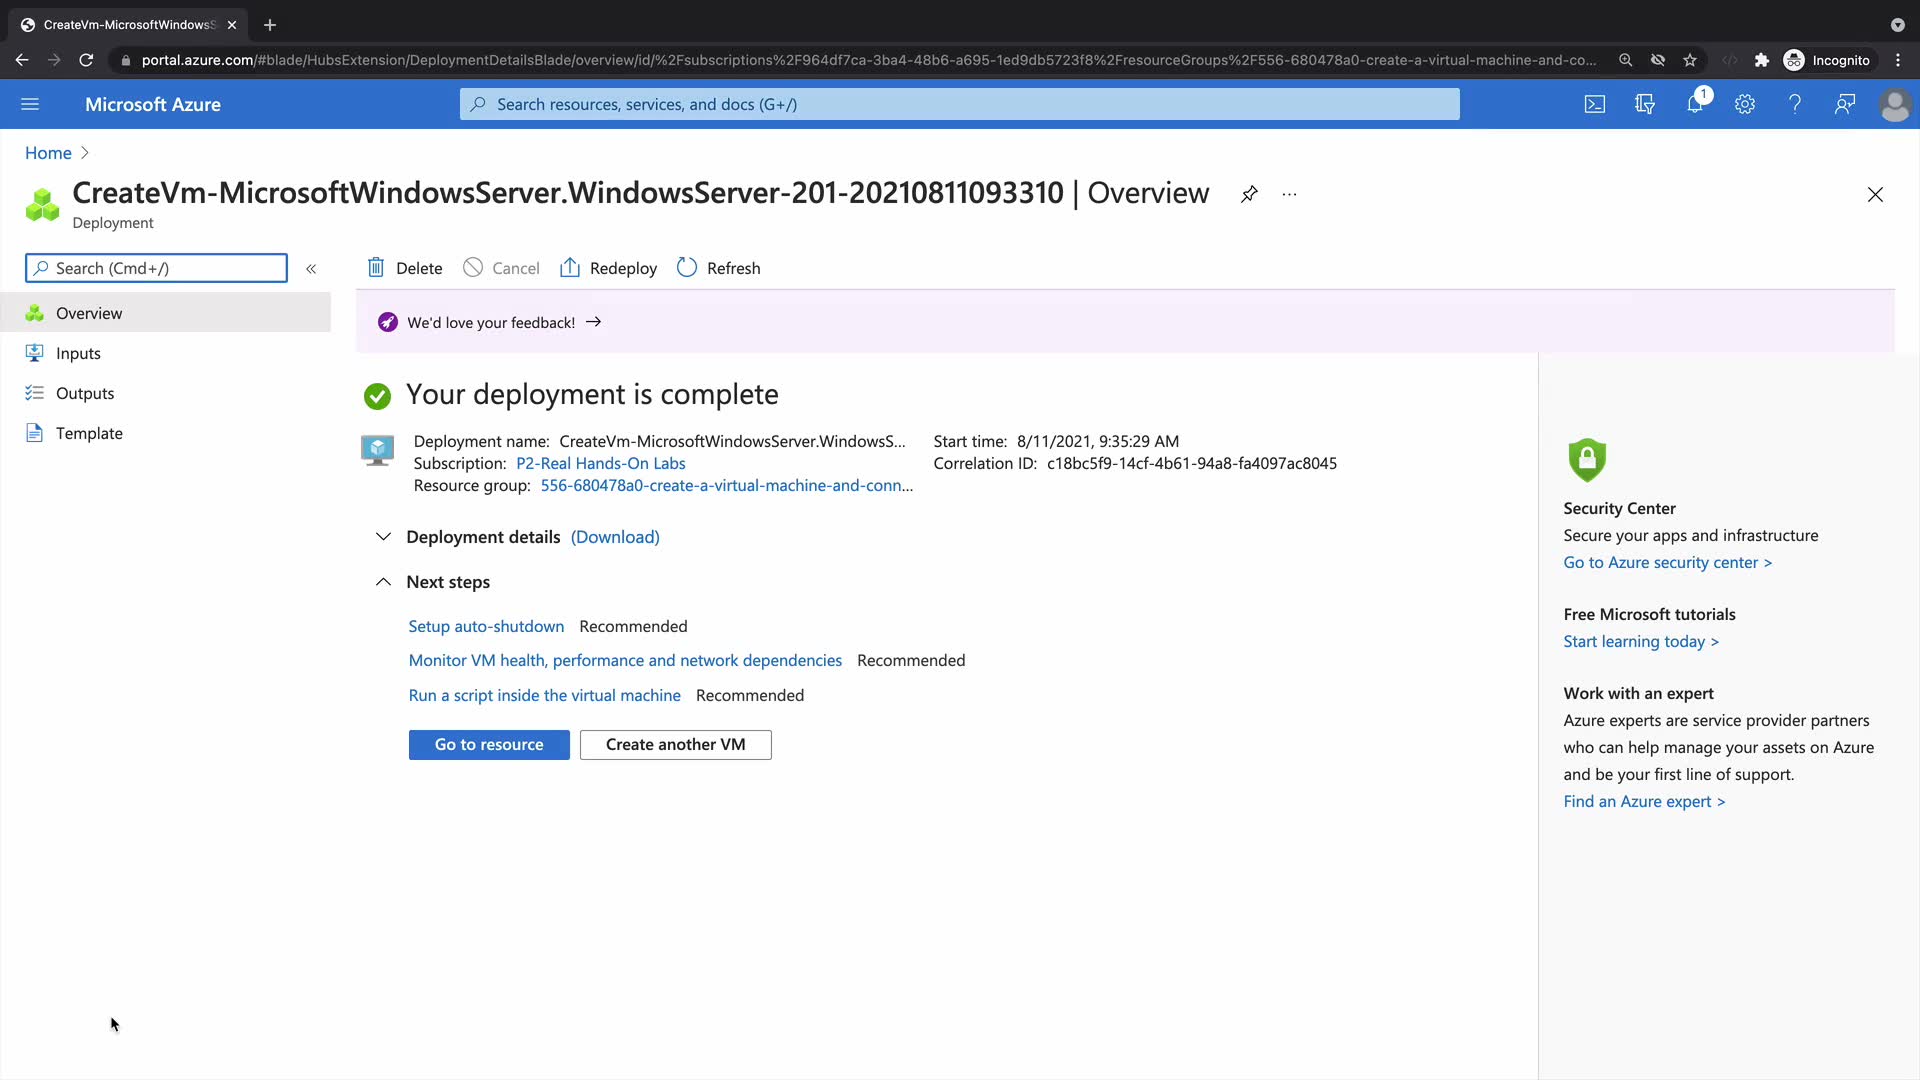 CreateVm-MicrosoftWindowsS
portal.azure.com/#blade/HubsExtension/DeploymentDetailsBlade/overview/id/%2Fsubscriptions%2F964df7ca-3ba4-48b6-a695-1ed9db5723f8%2FresourceGroups%2F556-680478a0-create-a-virtual-machine-and-co...
Incognito
Microsoft Azure
Search resources, services, and docs (G+/)
1
Home
CreateVm-MicrosoftWindowsServer.WindowsServer-201-20210811093310 | Overview
Deployment
Search (Cmd+/)
Delete
Cancel
Redeploy
Refresh
Overview
Inputs
Outputs
Template
We'd love your feedback!
Your deployment is complete
Deployment name: CreateVm-MicrosoftWindowsServer.WindowsS...
Subscription: P2-Real Hands-On Labs
Resource group: 556-680478a0-create-a-virtual-machine-and-conn...
Start time: 8/11/2021, 9:35:29 AM
Correlation ID: c18bc5f9-14cf-4b61-94a8-fa4097ac8045
Deployment details (Download)
Next steps
Setup auto-shutdown Recommended
Monitor VM health, performance and network dependencies Recommended
Run a script inside the virtual machine Recommended
Go to resource
Create another VM
Security Center
Secure your apps and infrastructure
Go to Azure security center >
Free Microsoft tutorials
Start learning today >
Work with an expert
Azure experts are service provider partners
who can help manage your assets on Azure
and be your first line of support.
Find an Azure expert >